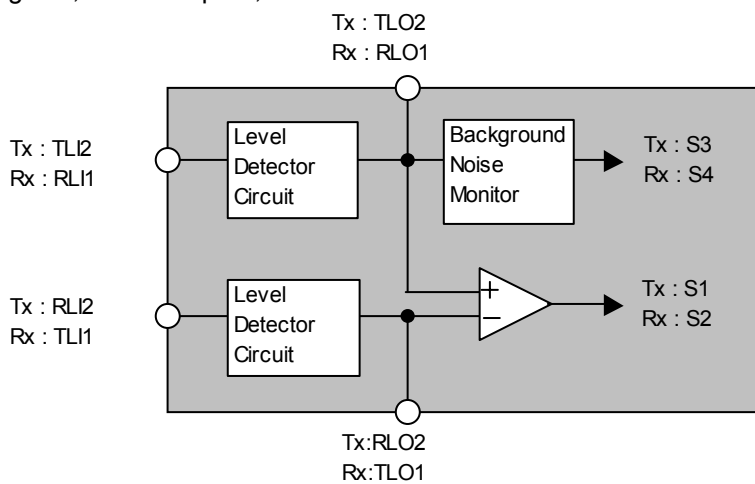 Tx : TLO2
Rx : RLO1
Tx : TLI2
Rx : RLI1
Level
Detector
Circuit
Background
Noise
Monitor
Tx : S3
Rx : S4
Tx : RLI2
Rx : TLI1
Level
Detector
Circuit
+
−
Tx : S1
Rx : S2
Tx:RLO2
Rx:TLO1